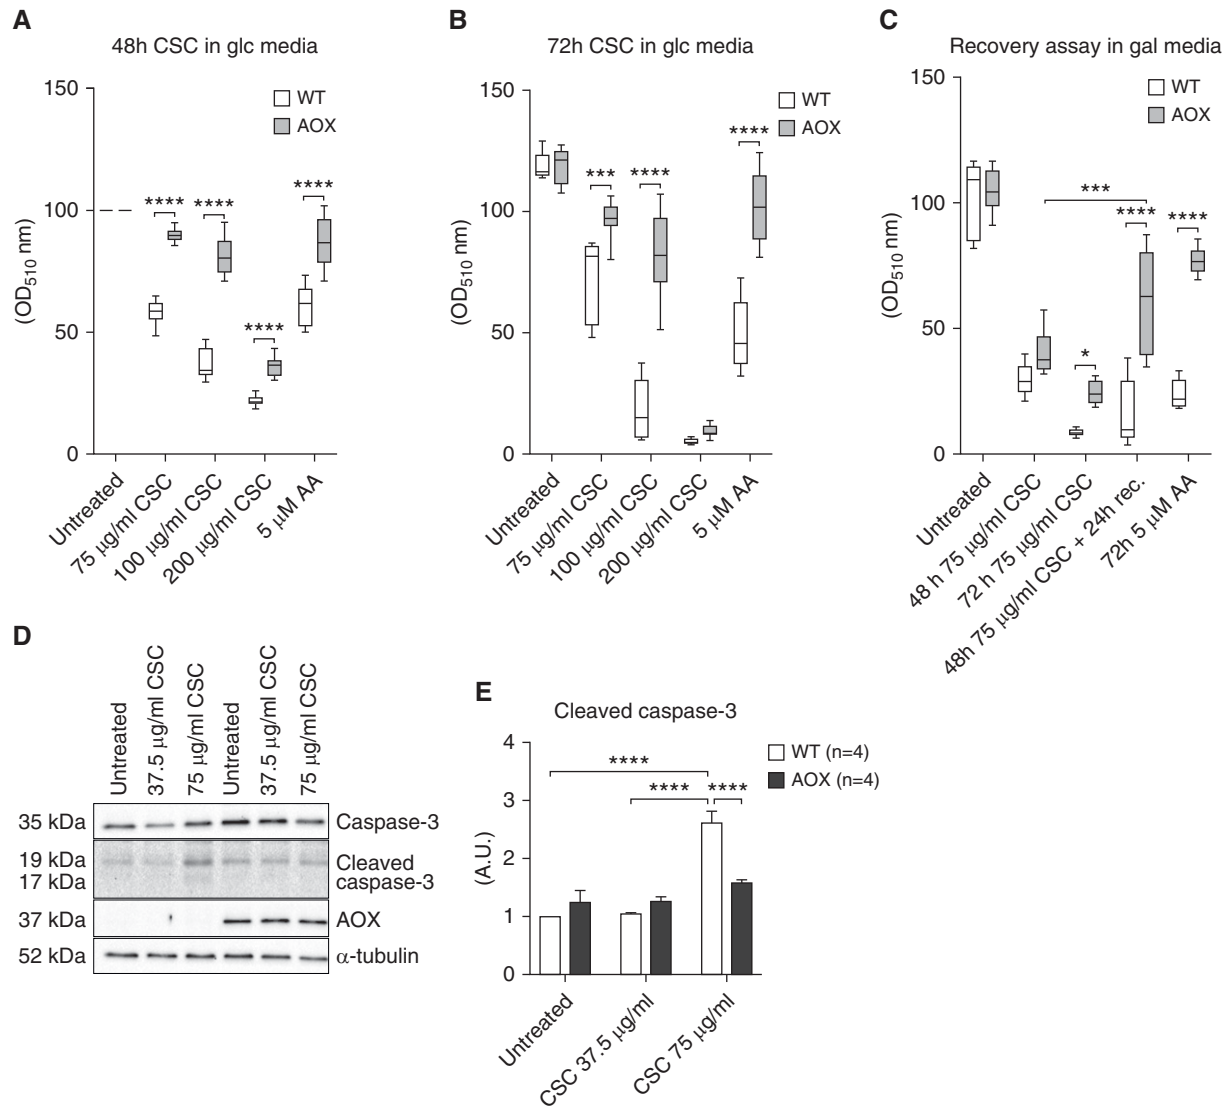 A
48h CSC in glc media
150
100
50
0
(OD510 nm)
WT
AOX
****
****
****
****
Untreated
75 μg/ml CSC
100 μg/ml CSC
200 μg/ml CSC
5 μM AA
B
72h CSC in glc media
150
100
50
0
(OD510 nm)
WT
AOX
***
****
****
Untreated
75 μg/ml CSC
100 μg/ml CSC
200 μg/ml CSC
5 μM AA
C
Recovery assay in gal media
150
100
50
0
(OD510 nm)
WT
AOX
***
****
****
*
Untreated
48 h 75 μg/ml CSC
72 h 75 μg/ml CSC
48h 75 μg/ml CSC + 24h rec.
72h 5 μM AA
D
Untreated
37.5 μg/ml CSC
75 μg/ml CSC
Untreated
37.5 μg/ml CSC
75 μg/ml CSC
35 kDa
Caspase-3
19 kDa
17 kDa
Cleaved
caspase-3
37 kDa
AOX
52 kDa
α-tubulin
E
Cleaved caspase-3
4
3
2
1
0
(A.U.)
WT (n=4)
AOX (n=4)
****
****
****
Untreated
CSC 37.5 μg/ml
CSC 75 μg/ml